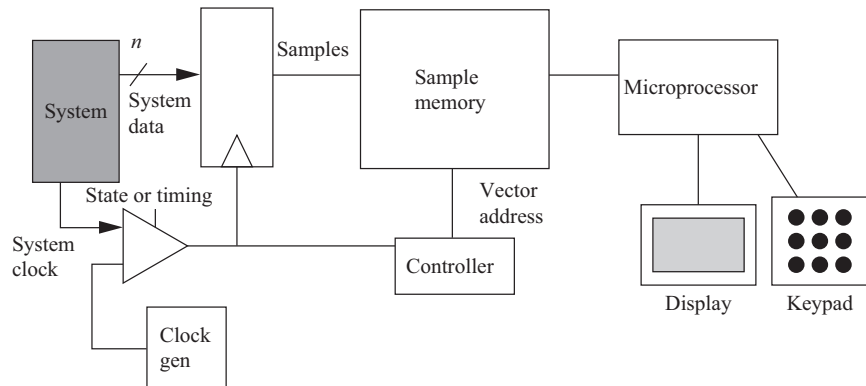 n
Samples
System
System
data
Sample
memory
Microprocessor
State or timing
Vector
address
System
clock
Controller
Clock
gen
Display
Keypad